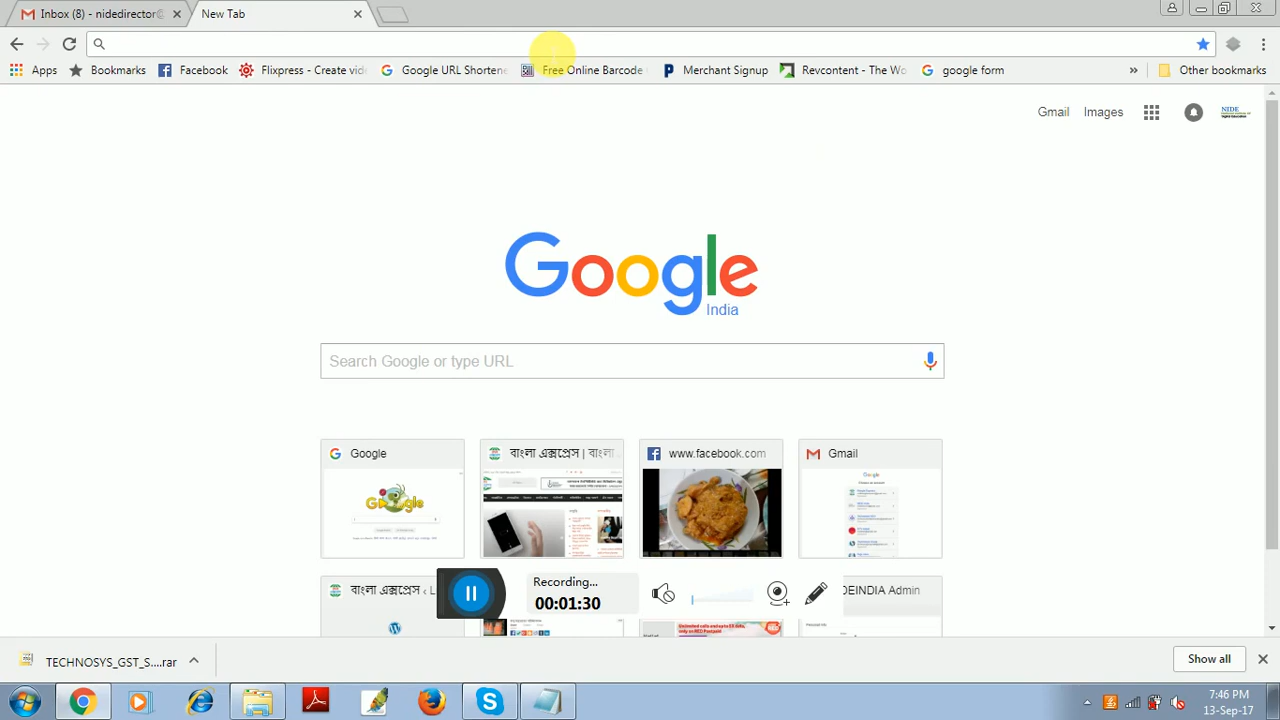 Inbox (8) - nidedirector@
New Tab
Apps
Bookmarks
Facebook
Flixpress - Create vid
Google URL Shortene
Free Online Barcode
Merchant Signup
Revcontent - The Wo
google form
»
Other bookmarks
Gmail
Images
NIDE
Google
India
Search Google or type URL
Google
বাংলা এক্সপ্রেস | বাংলা
www.facebook.com
Gmail
বাংলা এক্সপ্রেস ‹ L
DEINDIA Admin
Recording...
00:01:30
TECHNOSYS_GST_S....rar
Show all
7:46 PM
13-Sep-17